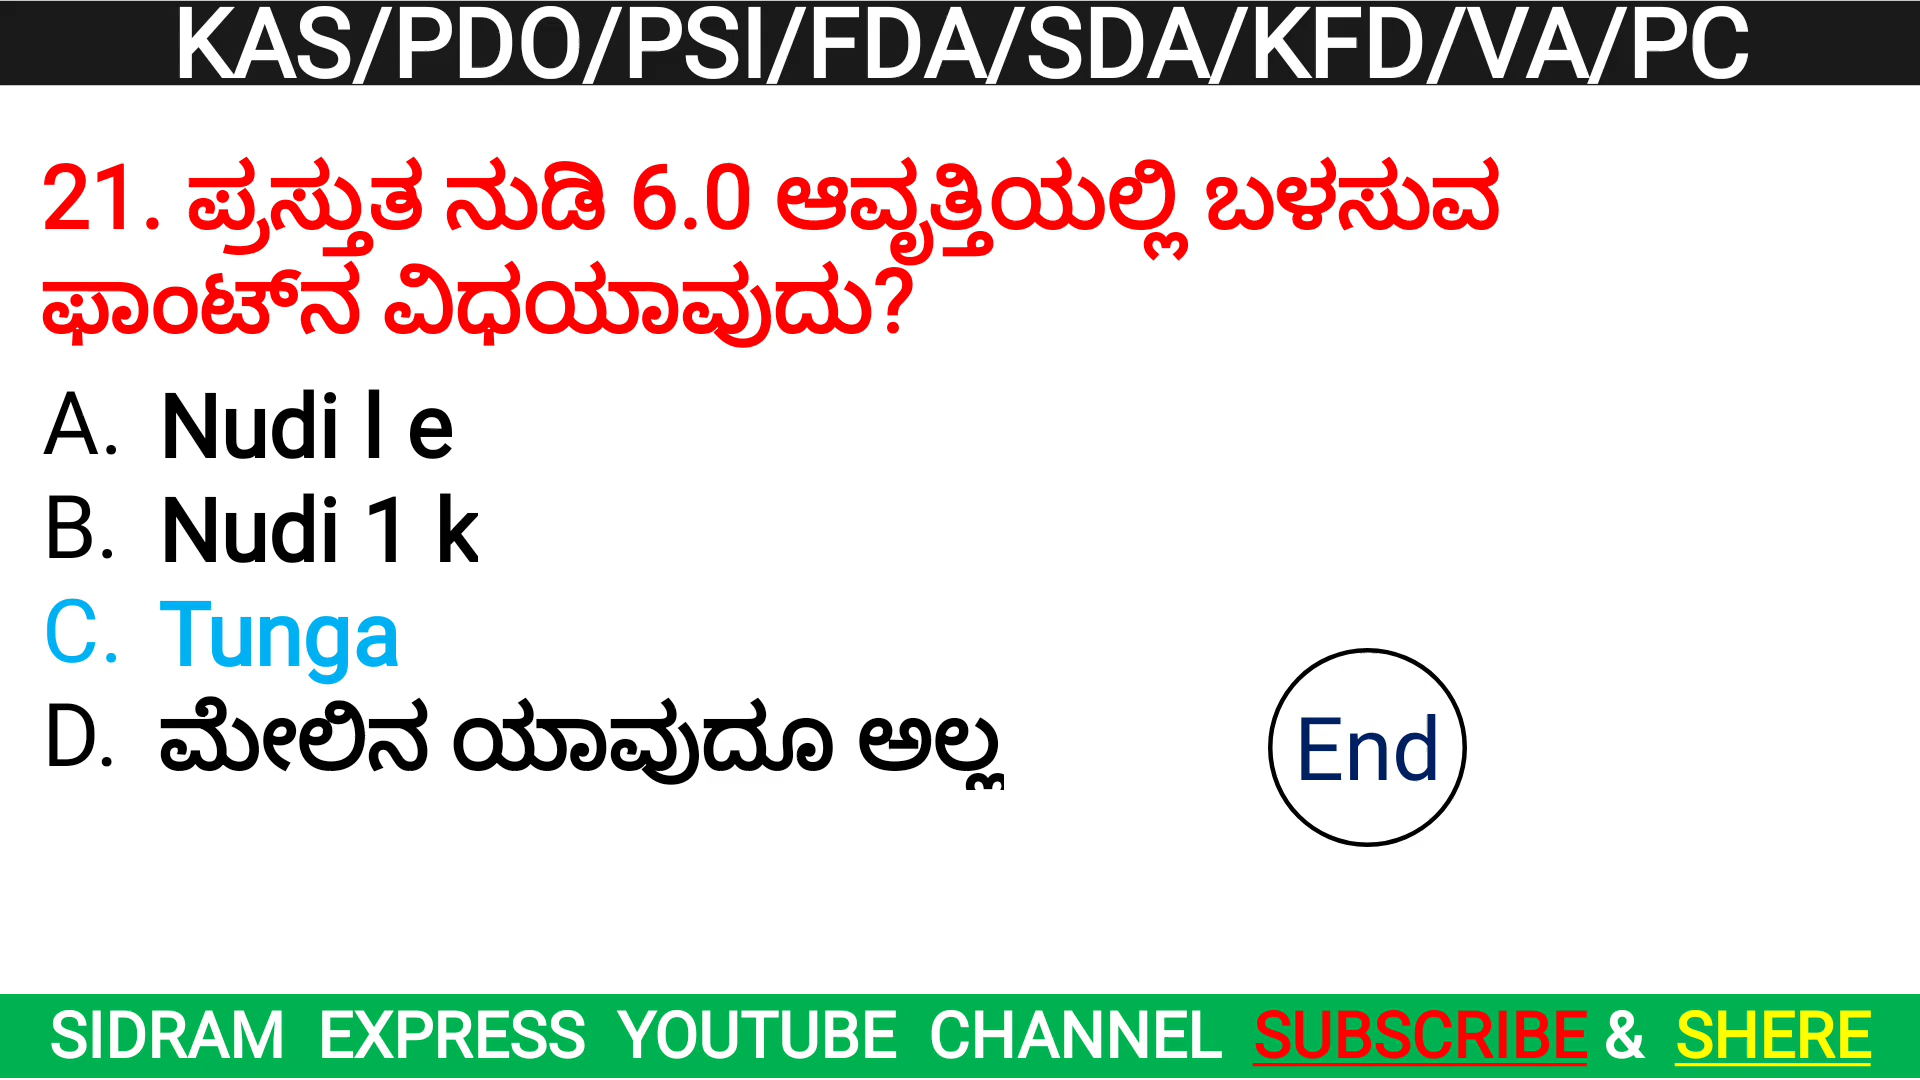 KAS/PDO/PSI/FDA/SDA/KFD/VA/PC
21. ಪ್ರಸ್ತುತ ನುಡಿ 6.0 ಆವೃತ್ತಿಯಲ್ಲಿ ಬಳಸುವ
ಫಾಂಟ್‌ನ ವಿಧಯಾವುದು?
A. Nudi l e
B. Nudi 1 k
C. Tunga
D. ಮೇಲಿನ ಯಾವುದೂ ಅಲ್ಲ
End
SIDRAM EXPRESS YOUTUBE CHANNEL SUBSCRIBE & SHERE